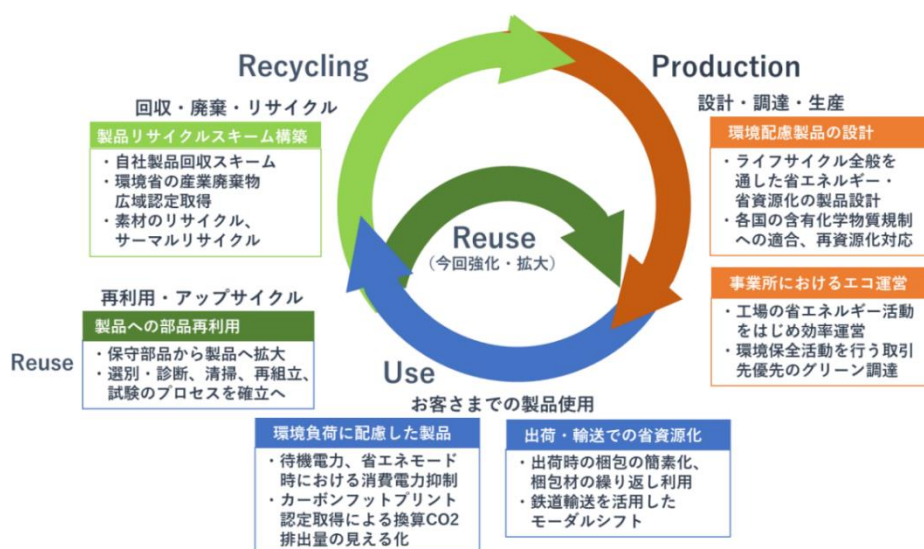 Recycling
回収・廃棄・リサイクル
製品リサイクルスキーム構築
・自社製品回収スキーム
・環境省の産業廃棄物
広域認定取得
・素材のリサイクル、
サーマルリサイクル
Production
設計・調達・生産
環境配慮製品の設計
・ライフサイクル全般を
通した省エネルギー・
省資源化の製品設計
・各国の含有化学物質規制
への適合、再資源化対応
事業所におけるエコ運営
・工場の省エネルギー活動
をはじめ効率運営
・環境保全活動を行う取引
先優先のグリーン調達
Reuse
（今回強化・拡大）
再利用・アップサイクル
製品への部品再利用
Reuse
・保守部品から製品へ拡大
・選別・診断、清掃、再組立、
試験のプロセスを確立へ
Use
お客さまでの製品使用
環境負荷に配慮した製品
・待機電力、省エネモード
時における消費電力抑制
・カーボンフットプリント
認定取得による換算CO2
排出量の見える化
出荷・輸送での省資源化
・出荷時の梱包の簡素化、
梱包材の繰り返し利用
・鉄道輸送を活用した
モーダルシフト